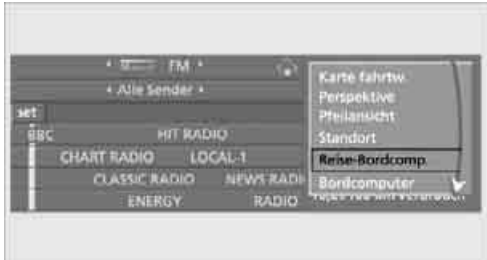 FM
Alle Sender
set
BBC HIT RADIO
CHART RADIO LOCAL-1
CLASSIC RADIO NEWS RADI
ENERGY RADIO
Karte fahrtw.
Perspektive
Pfeilansicht
Standort
Reise-Bordcomp.
Bordcomputer